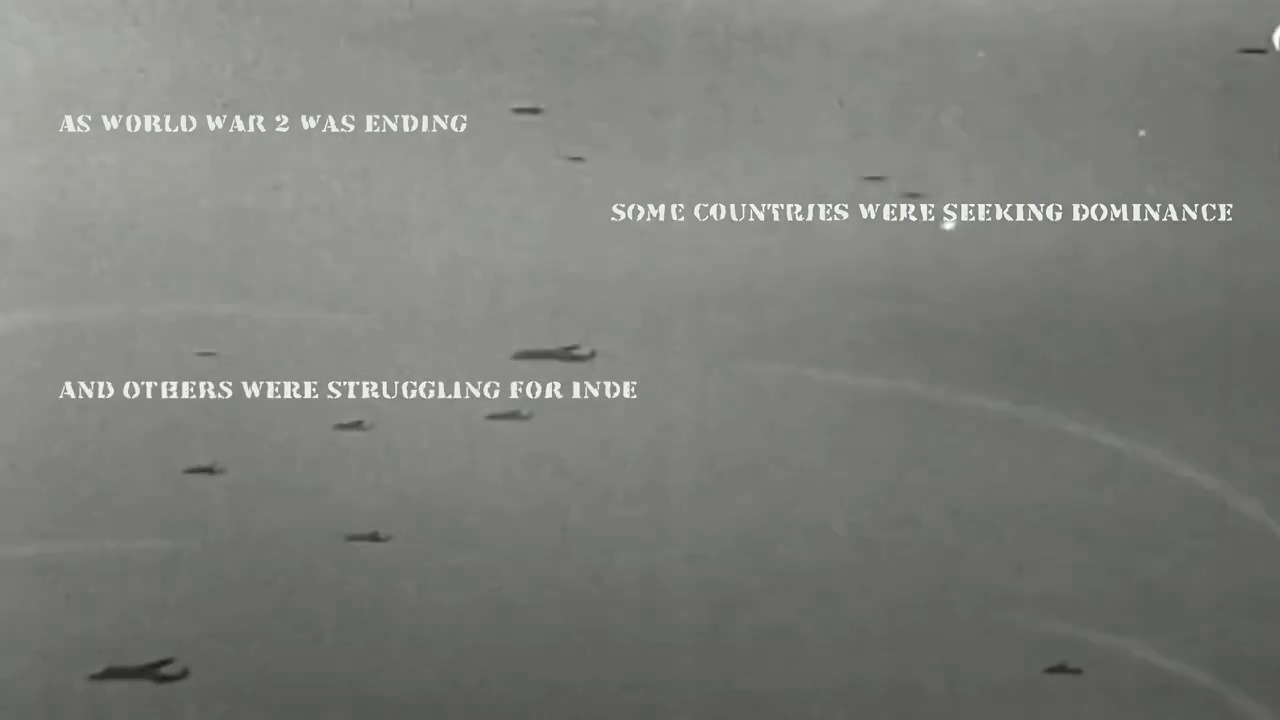 AS WORLD WAR 2 WAS ENDING
SOME COUNTRIES WERE SEEKING DOMINANCE
AND OTHERS WERE STRUGGLING FOR INDE